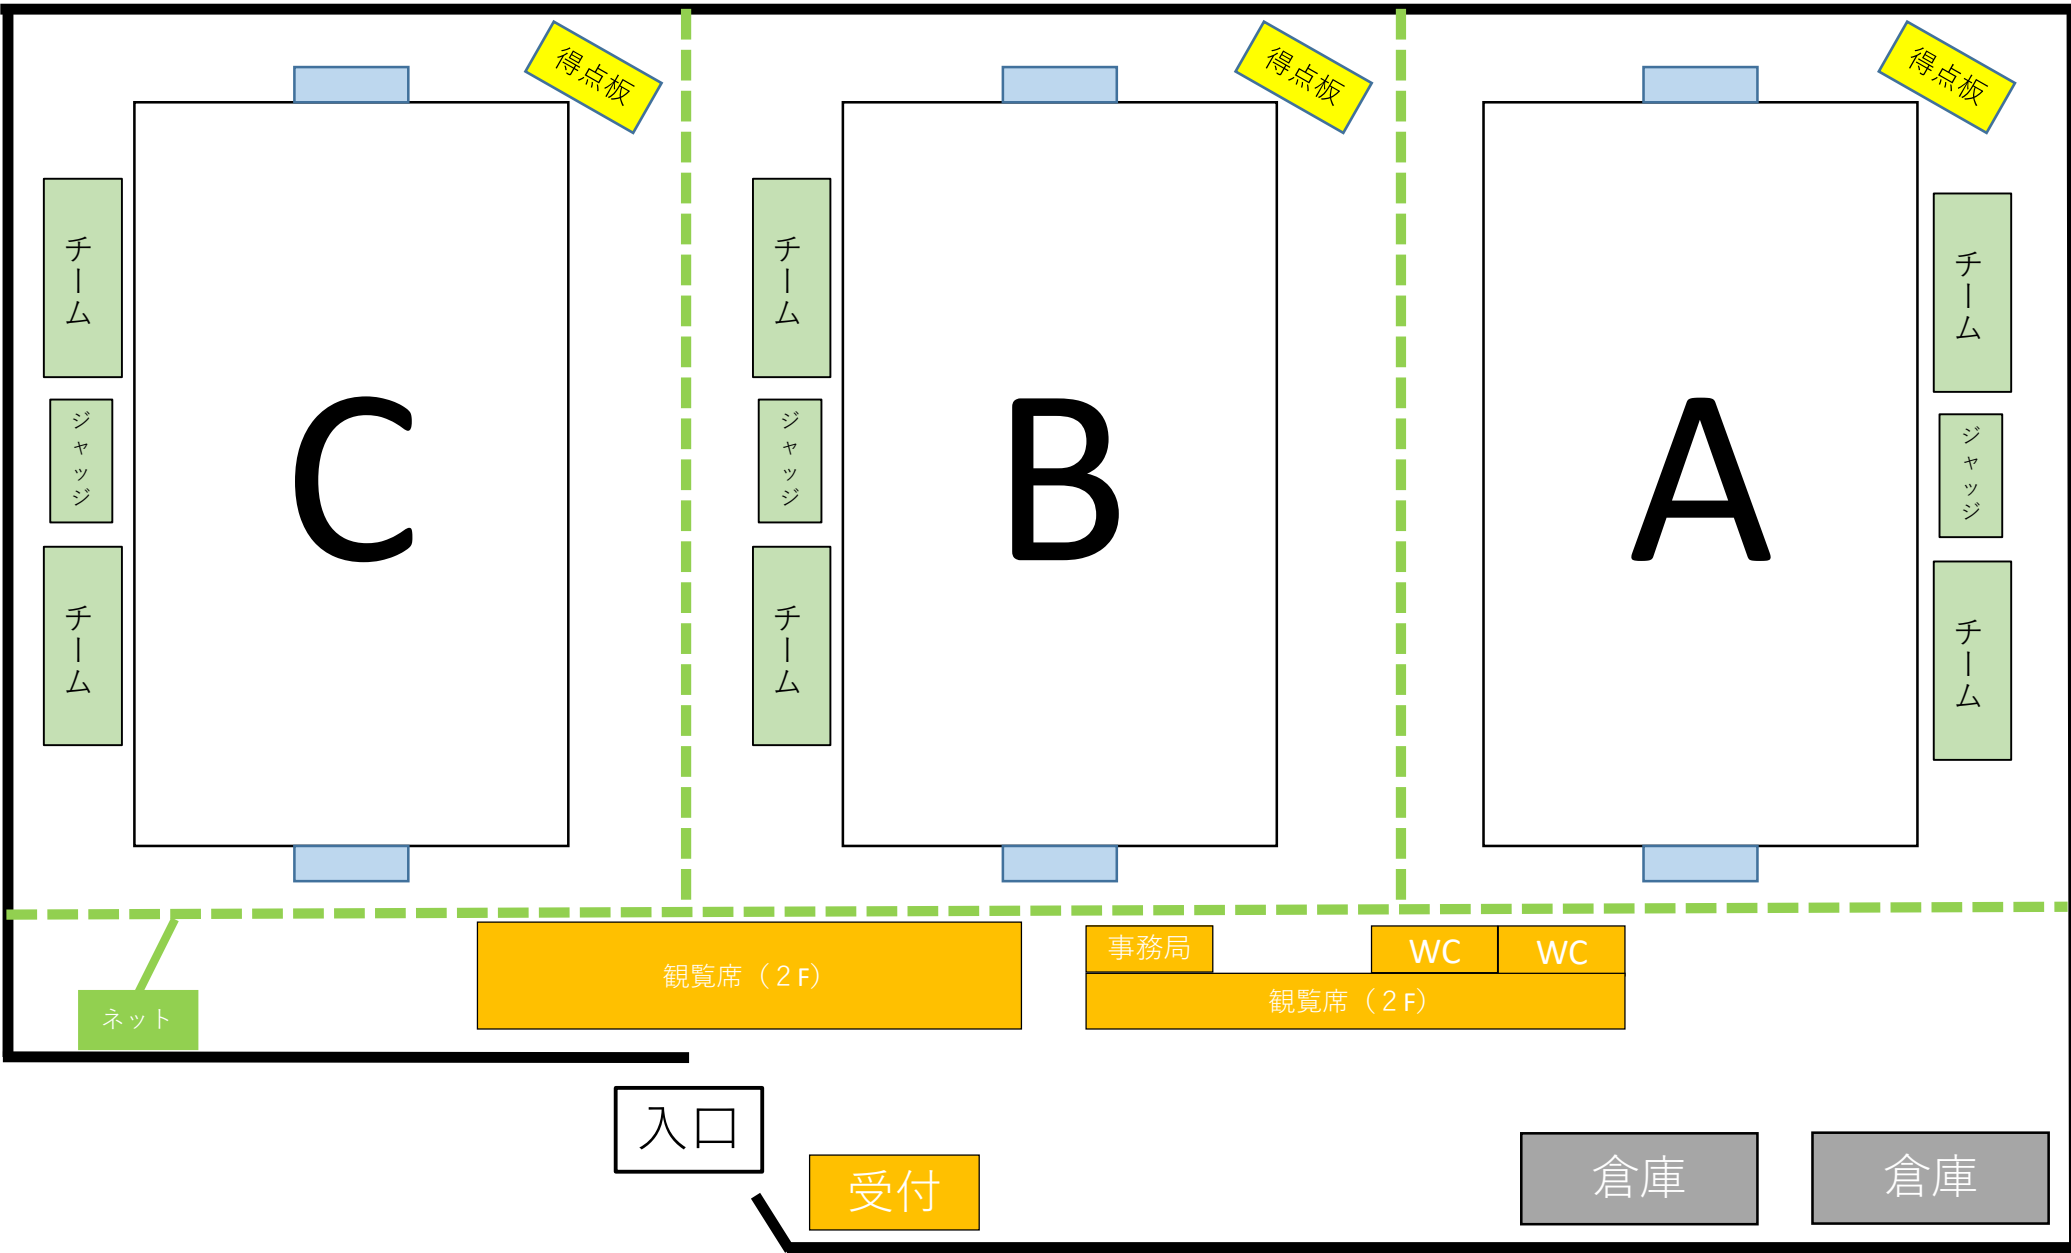 得点板
得点板
得点板
チーム
チーム
チーム
ジャッジ
ジャッジ
ジャッジ
C
B
A
チーム
チーム
チーム
観覧席（２F）
事務局
WC
WC
観覧席（２F）
ネット
入口
受付
倉庫
倉庫